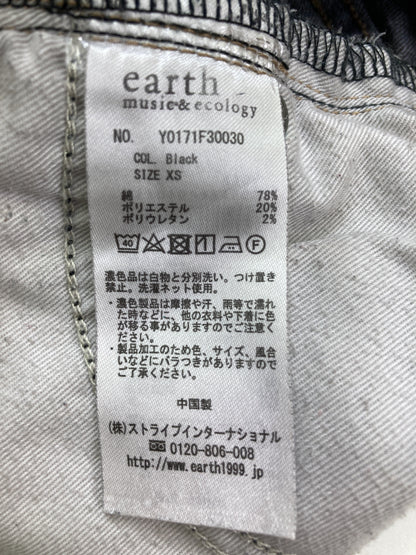 earth
music&ecology
NO. Y0171F30030
COL. Black
SIZE XS
綿 78%
ポリエステル 20%
ポリウレタン 2%
40 F
濃色品は白物と分別洗い。つけ置き
禁止。洗濯ネット使用。
・濃色製品は摩擦や汗、雨等で濡れ
た時などに、他の衣料や下着に色
が移る事がありますのでご注意く
ださい。
・製品加工のため色、サイズ、風合
いなどにバラつきがありますので
ご了承ください。
中国製
(株)ストライプインターナショナル
0120-806-008
http://www.earth1999.jp